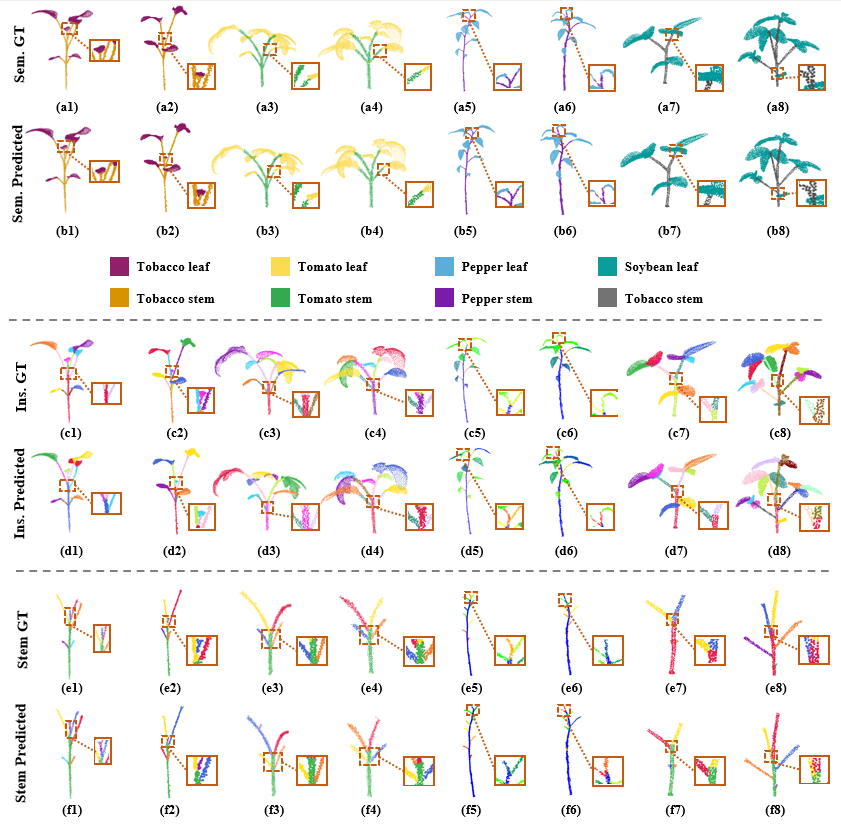 Sem. GT
(a1) (a2) (a3) (a4) (a5) (a6) (a7) (a8)
Sem. Predicted
(b1) (b2) (b3) (b4) (b5) (b6) (b7) (b8)
Tobacco leaf Tomato leaf Pepper leaf Soybean leaf
Tobacco stem Tomato stem Pepper stem Tobacco stem
Ins. GT
(c1) (c2) (c3) (c4) (c5) (c6) (c7) (c8)
Ins. Predicted
(d1) (d2) (d3) (d4) (d5) (d6) (d7) (d8)
Stem GT
(e1) (e2) (e3) (e4) (e5) (e6) (e7) (e8)
Stem Predicted
(f1) (f2) (f3) (f4) (f5) (f6) (f7) (f8)